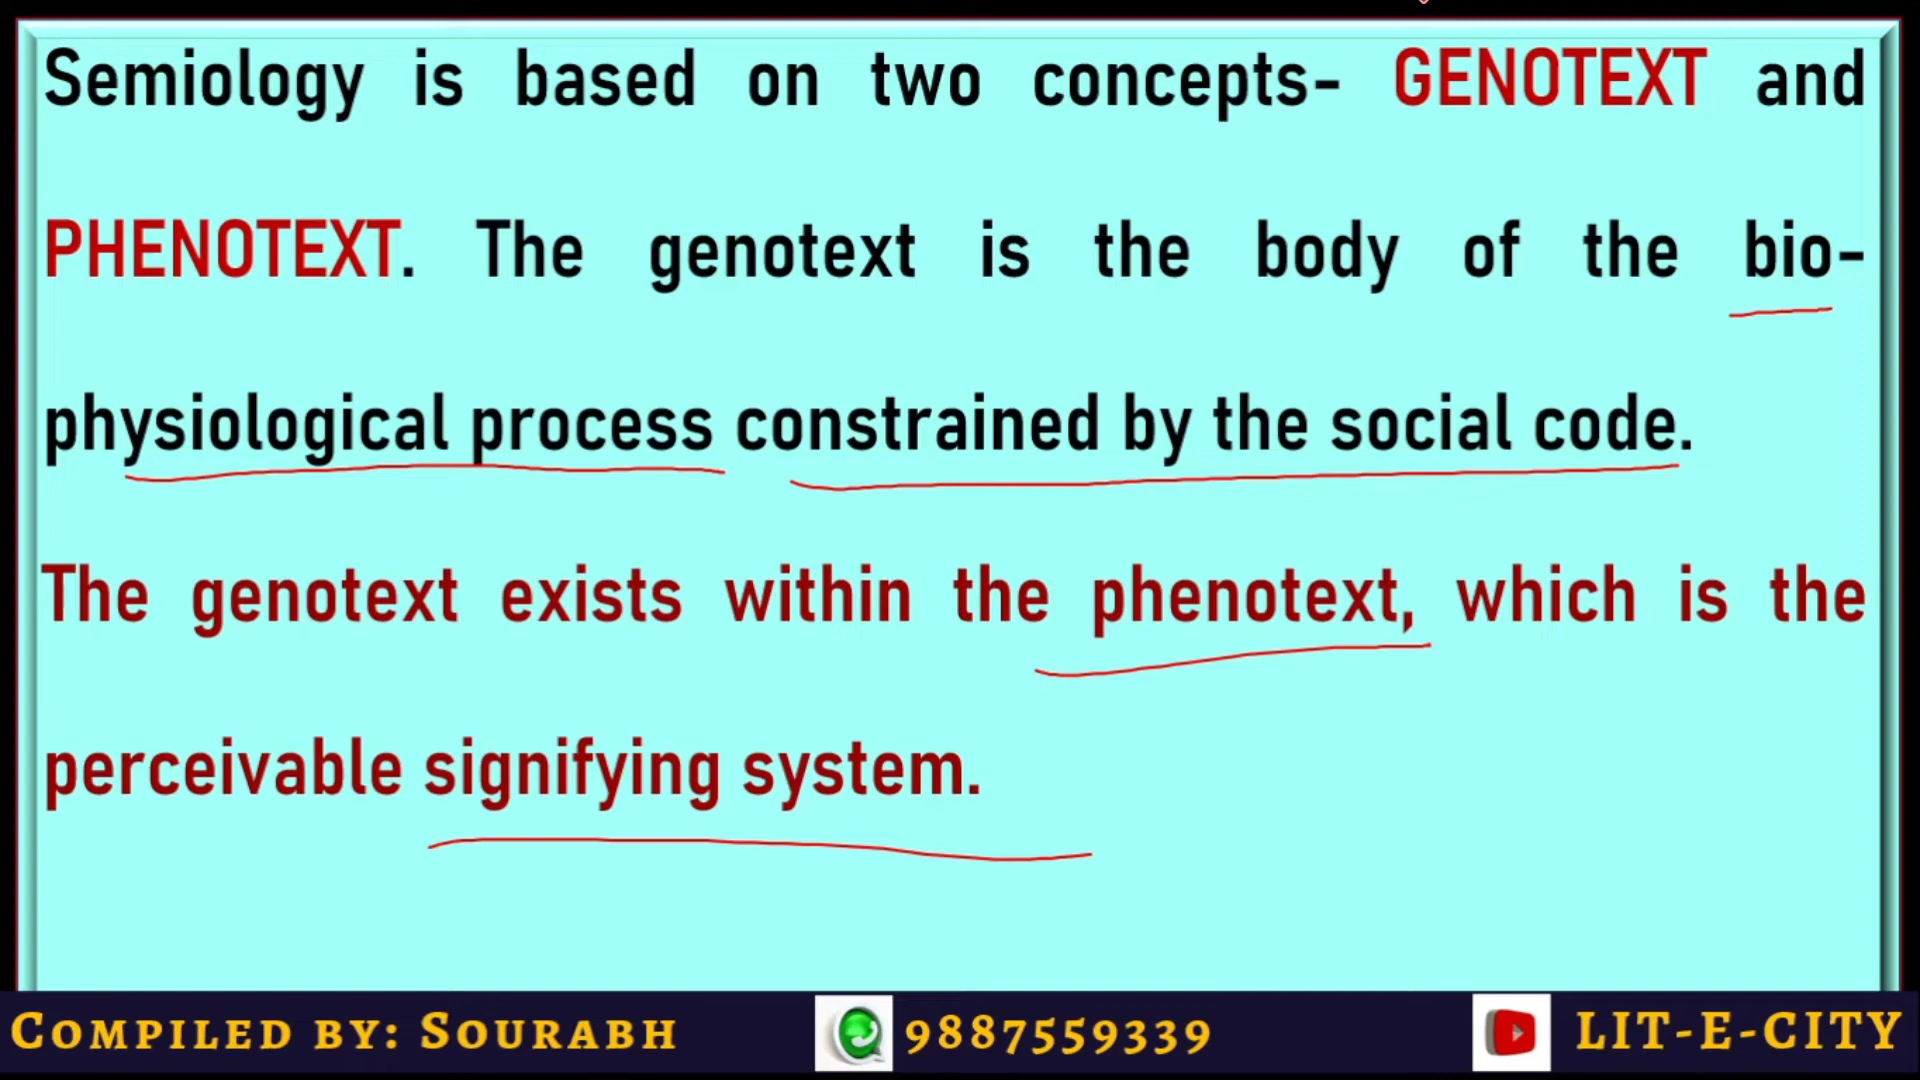 Semiology is based on two concepts- GENOTEXT and
PHENOTEXT. The genotext is the body of the bio-
physiological process constrained by the social code.
The genotext exists within the phenotext, which is the
perceivable signifying system.
COMPILED BY: SOURABH 9887559339 LIT-E-CITY